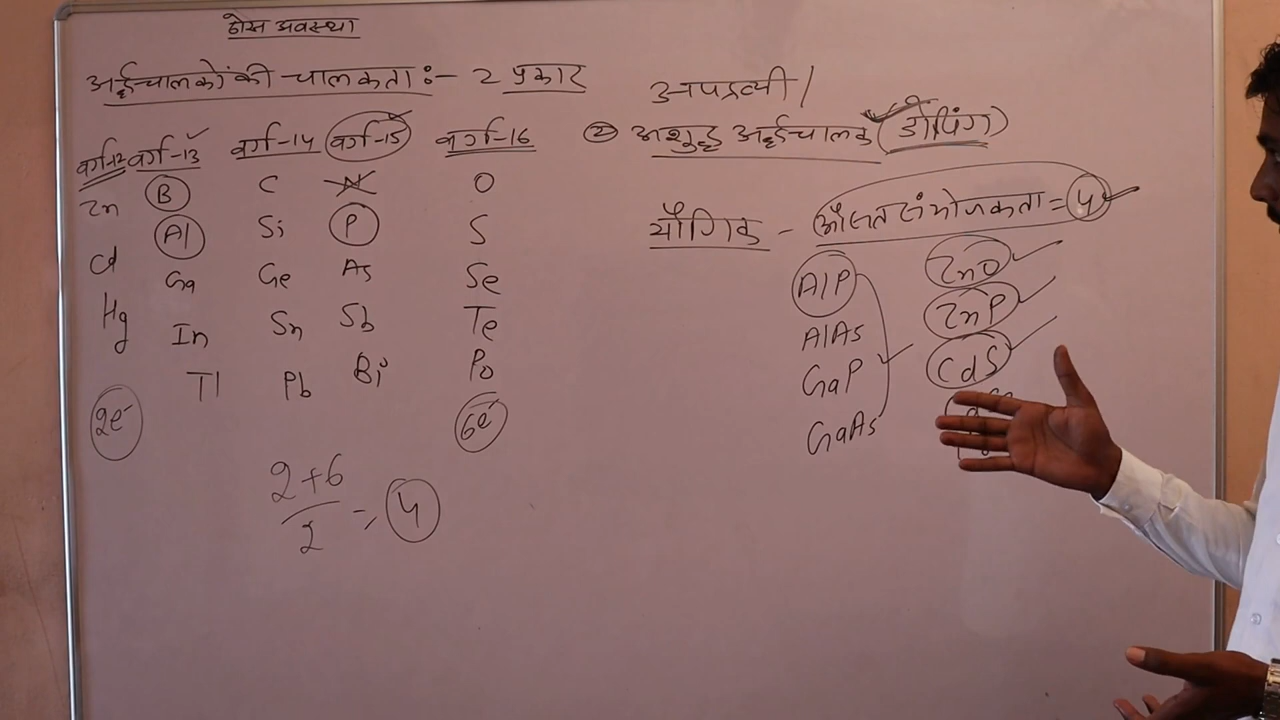 ठोस अवस्था
अर्द्धचालकों की चालकता :- 2 प्रकार
अपद्रव्यी /
② अशुद्ध अर्द्धचालक (डोपिंग)
वर्ग-12 वर्ग-13 वर्ग-14 वर्ग-15 वर्ग-16
Zn B C N O
Al Si P S
Cd Ga Ge As Se
Hg In Sn Sb Te
Tl Pb Bi Po
2e⁻ 6e⁻
2+6
2
= 4
यौगिक - औसत संयोजकता = 4
AlP ZnO
AlAs ZnP
GaP CdS
GaAs